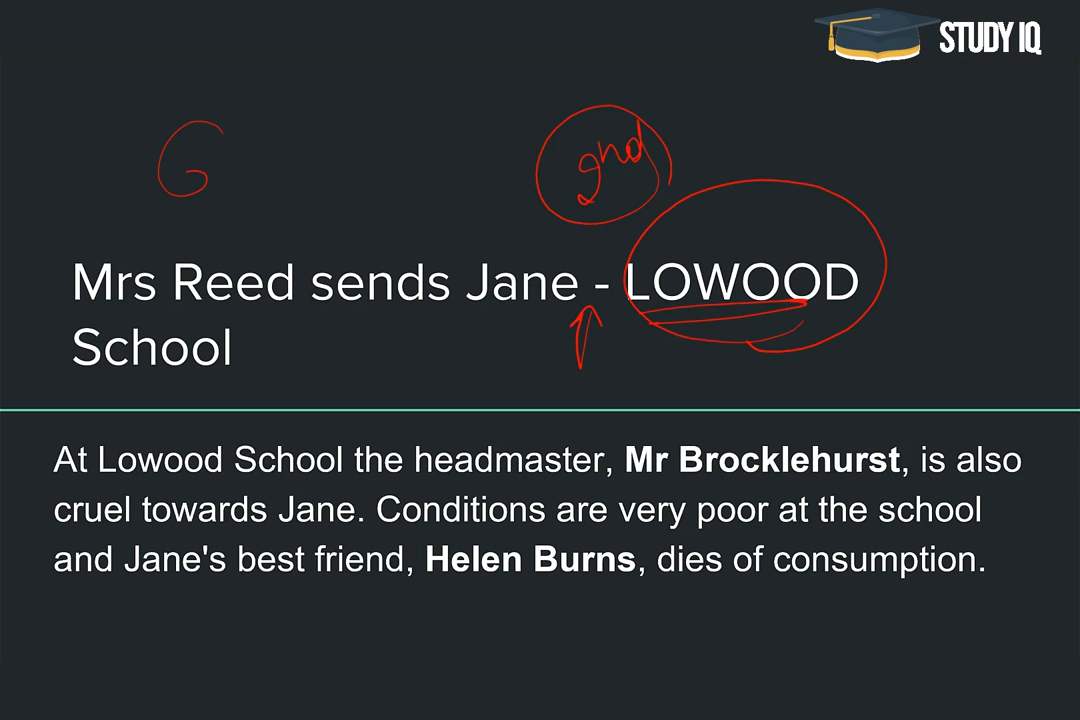 STUDY IQ
G
2nd
Mrs Reed sends Jane - LOWOOD
School
At Lowood School the headmaster, Mr Brocklehurst, is also
cruel towards Jane. Conditions are very poor at the school
and Jane's best friend, Helen Burns, dies of consumption.